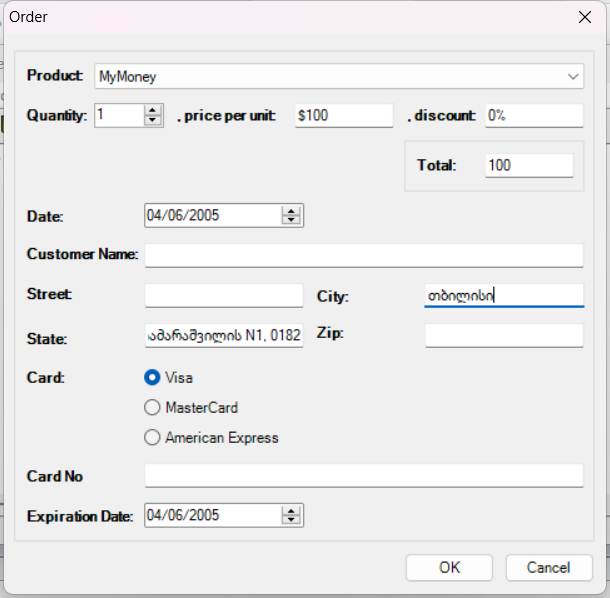 Order
Product: MyMoney
Quantity: 1 , price per unit: $100 , discount: 0%
Total: 100
Date: 04/06/2005
Customer Name:
Street: City: თბილისი
State: ამარაშვილის N1, 0182 Zip:
Card: Visa
MasterCard
American Express
Card No
Expiration Date: 04/06/2005
OK Cancel